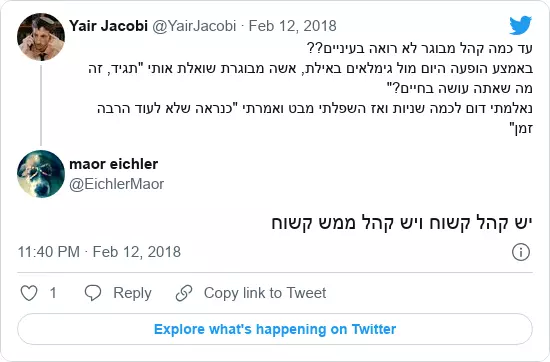 Yair Jacobi @YairJacobi · Feb 12, 2018
עד כמה קהל מבוגר לא רואה בעיניים??
באמצע הופעה היום מול גימלאים באילת, אשה מבוגרת שואלת אותי "תגיד, זה
מה שאתה עושה בחיים?"
נאלמתי דום לכמה שניות ואז השפלתי מבט ואמרתי "כנראה שלא לעוד הרבה
זמן"
maor eichler
@EichlerMaor
יש קהל קשוח ויש קהל ממש קשוח
11:40 PM · Feb 12, 2018
1 Reply Copy link to Tweet
Explore what's happening on Twitter